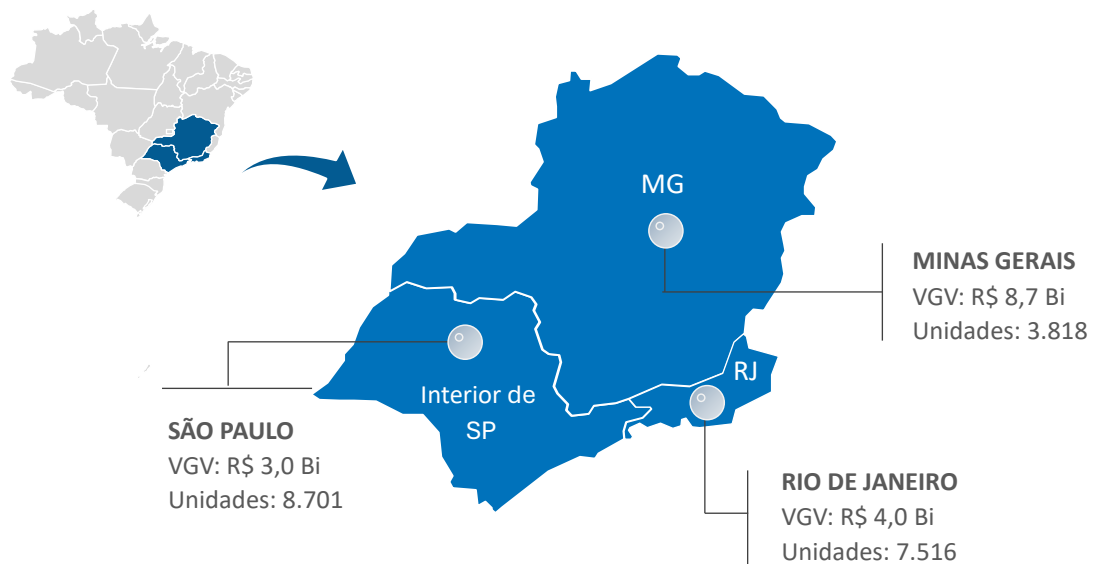 MG
MINAS GERAIS
VGV: R$ 8,7 Bi
Unidades: 3.818
RJ
Interior de
SP
SÃO PAULO
VGV: R$ 3,0 Bi
Unidades: 8.701
RIO DE JANEIRO
VGV: R$ 4,0 Bi
Unidades: 7.516